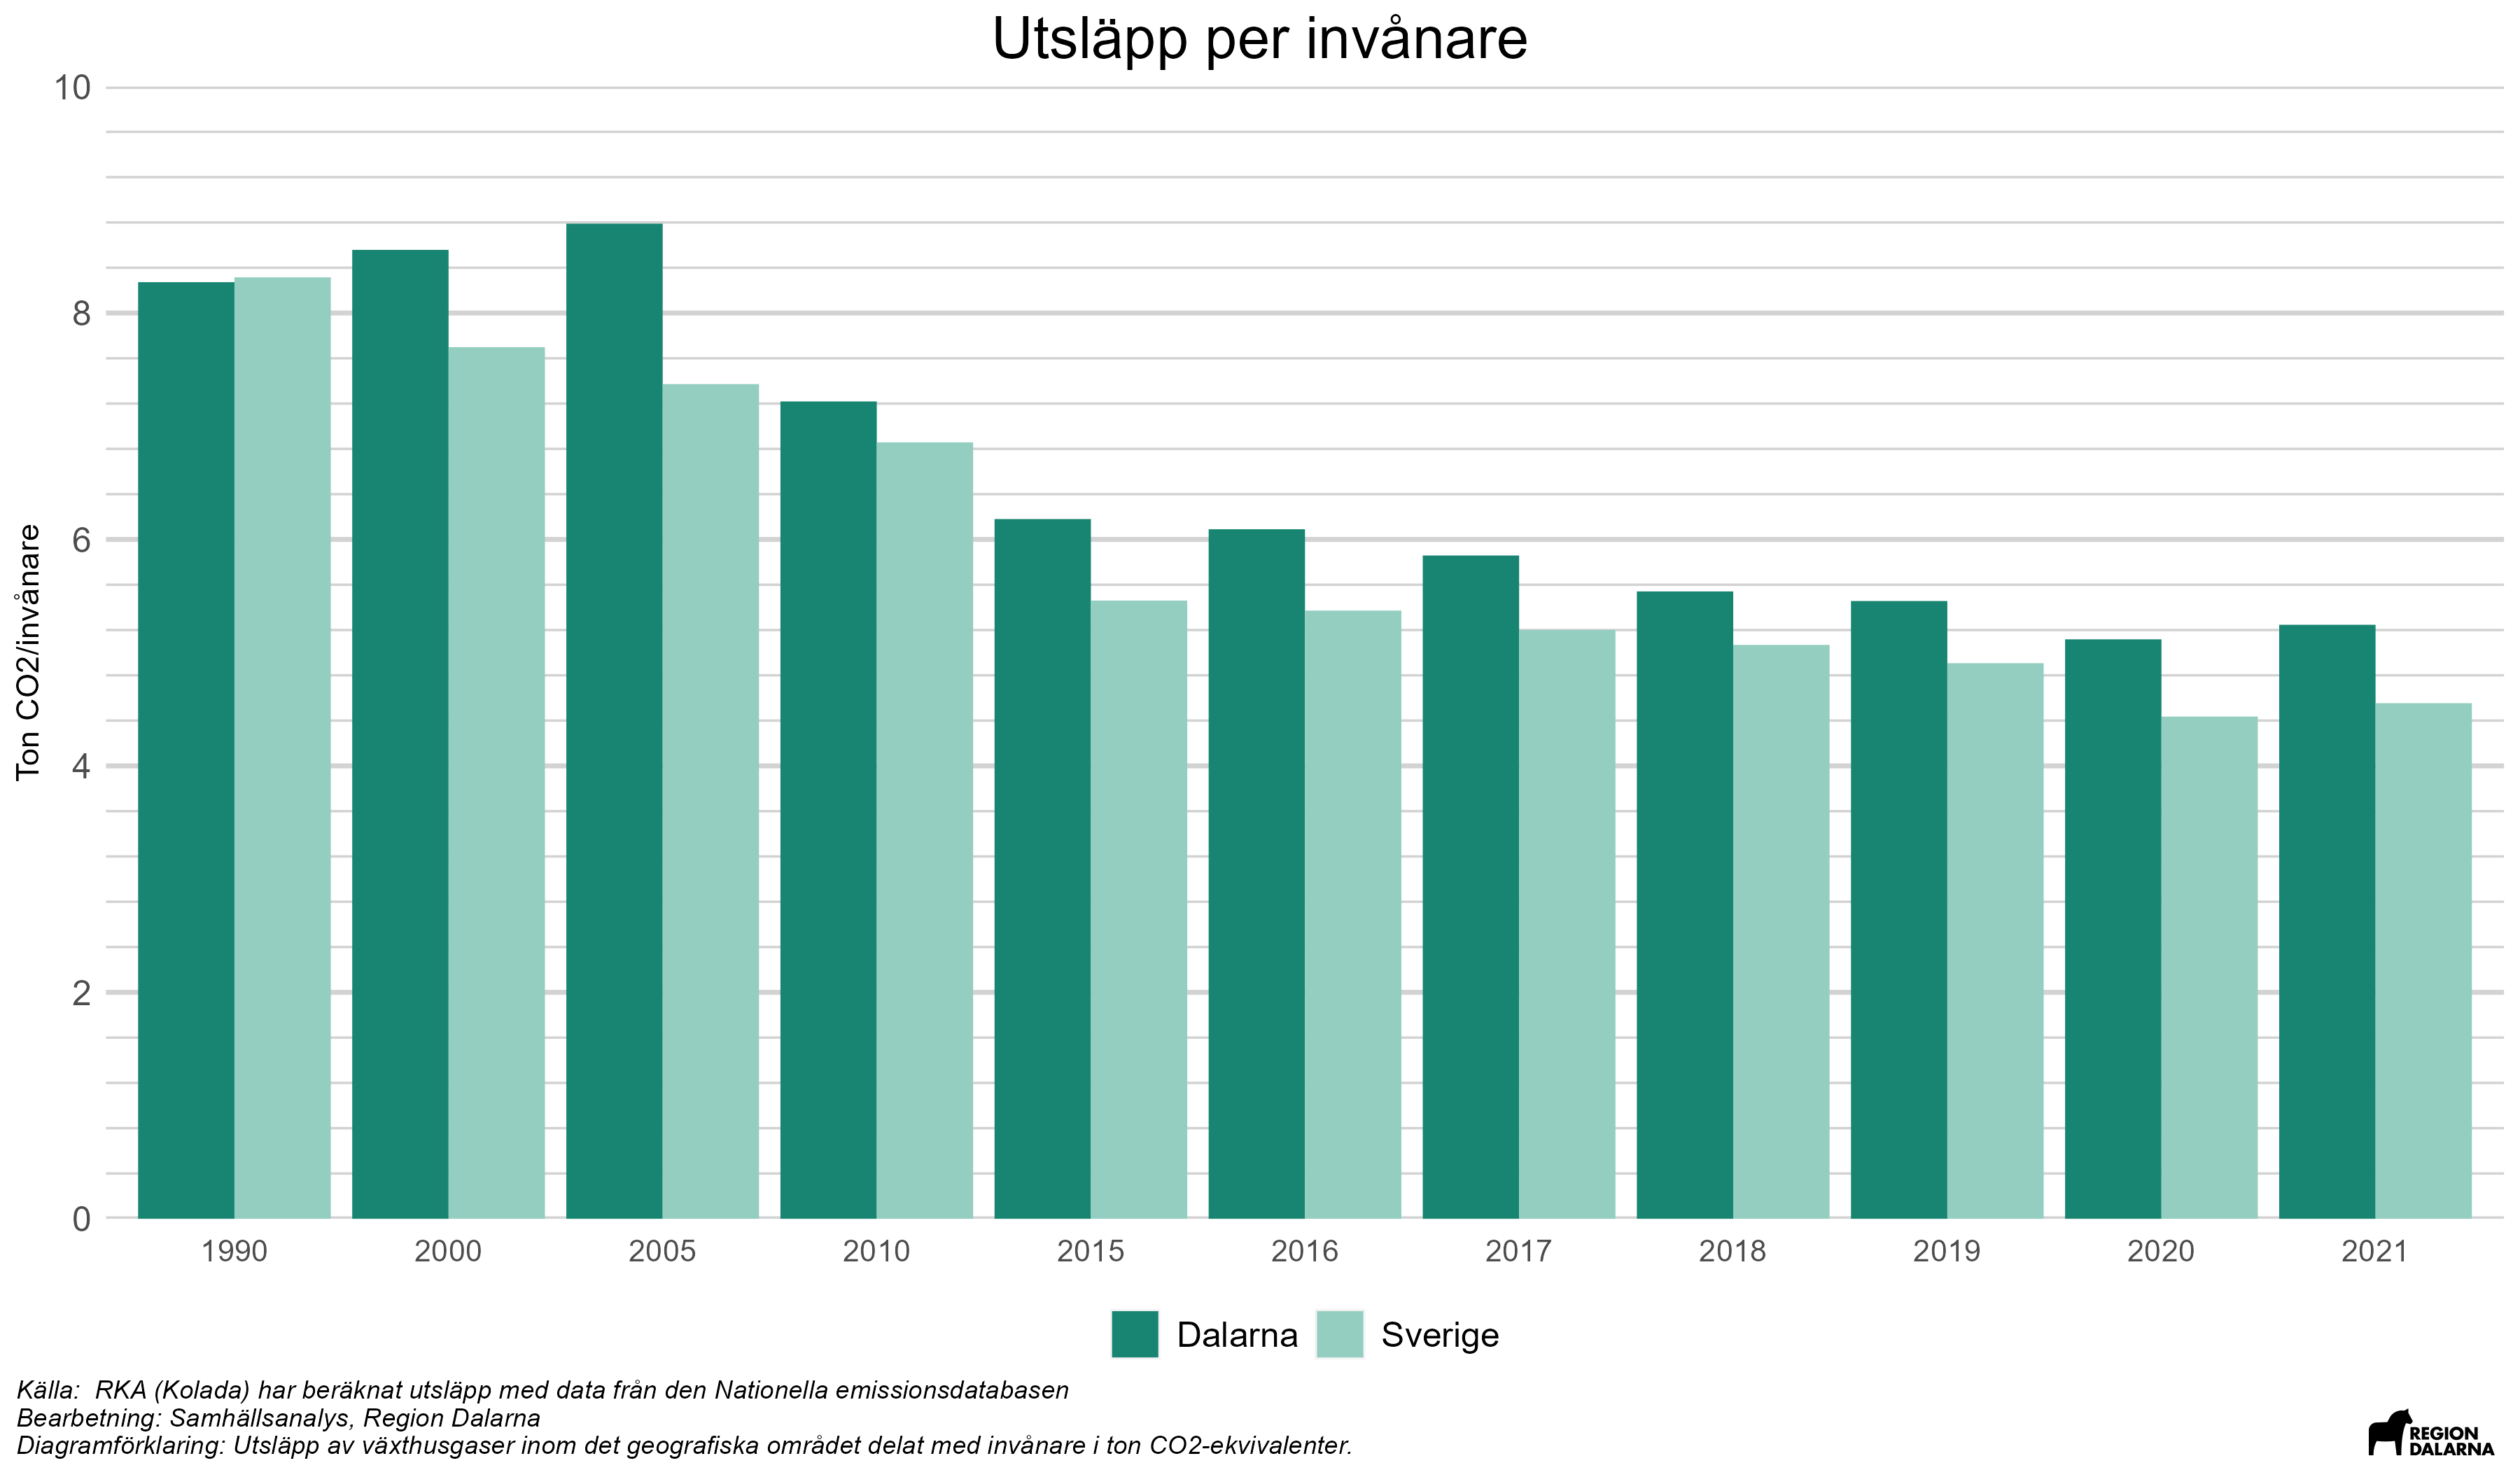 Utsläpp per invånare
Ton CO2/invånare
10
8
6
4
2
0
1990 2000 2005 2010 2015 2016 2017 2018 2019 2020 2021
Dalarna Sverige
Källa: RKA (Kolada) har beräknat utsläpp med data från den Nationella emissionsdatabasen
Bearbetning: Samhällsanalys, Region Dalarna
Diagramförklaring: Utsläpp av växthusgaser inom det geografiska området delat med invånare i ton CO2-ekvivalenter.
REGION
DALARNA